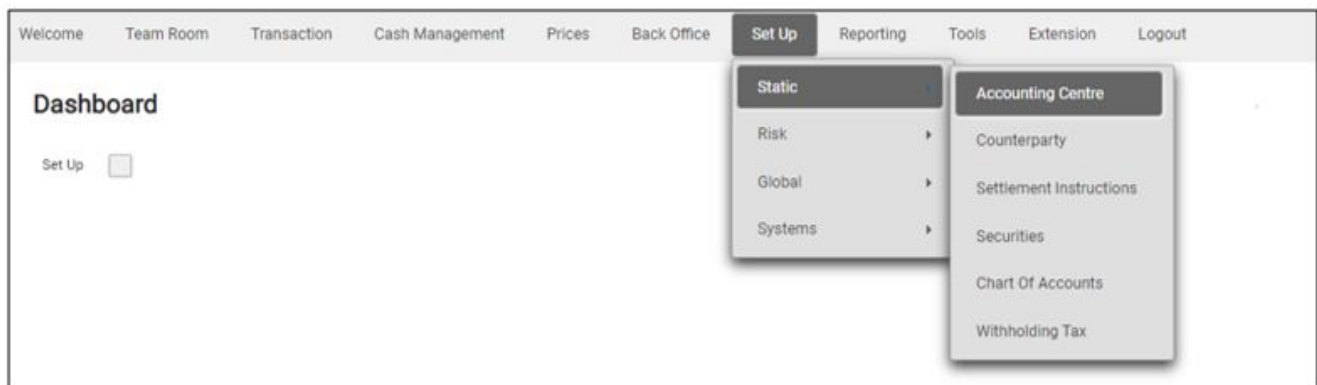 Welcome Team Room Transaction Cash Management Prices Back Office Set Up Reporting Tools Extension Logout
Dashboard
Set Up
Static
Risk
Global
Systems
Accounting Centre
Counterparty
Settlement Instructions
Securities
Chart Of Accounts
Withholding Tax